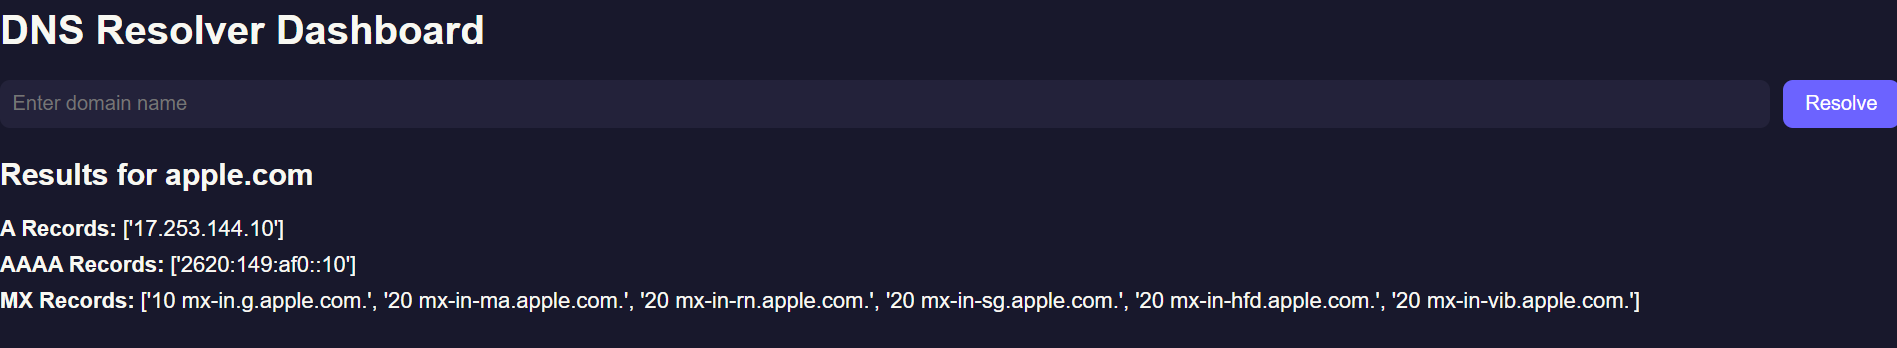 DNS Resolver Dashboard
Enter domain name
Resolve
Results for apple.com
A Records: ['17.253.144.10']
AAAA Records: ['2620:149:af0::10']
MX Records: ['10 mx-in.g.apple.com.', '20 mx-in-ma.apple.com.', '20 mx-in-rn.apple.com.', '20 mx-in-sg.apple.com.', '20 mx-in-hfd.apple.com.', '20 mx-in-vib.apple.com.']